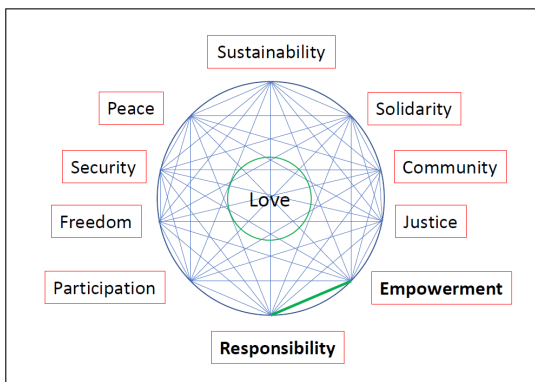 Sustainability
Peace
Solidarity
Security
Community
Love
Freedom
Justice
Participation
Empowerment
Responsibility